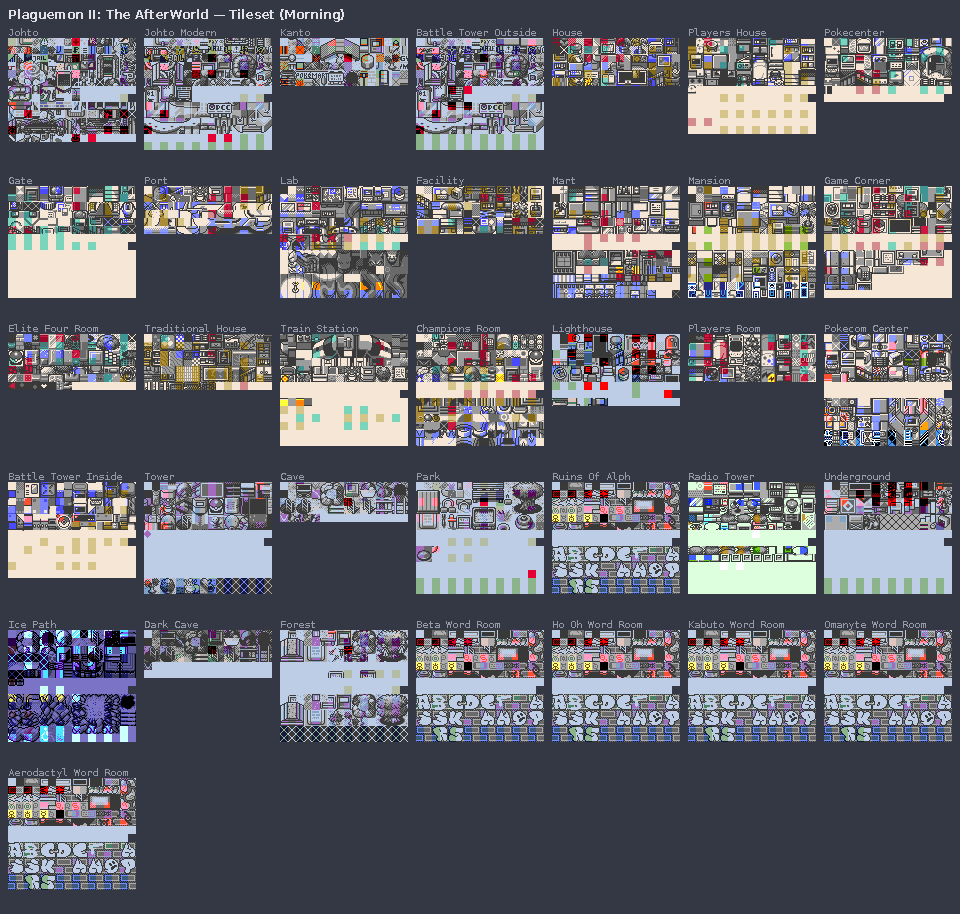 Plaguemon II: The AfterWorld — Tileset (Morning)
Johto Johto Modern Kanto Battle Tower Outside House Players House Pokecenter
Gate Port Lab Facility Mart Mansion Game Corner
Elite Four Room Traditional House Train Station Champions Room Lighthouse Players Room Pokecom Center
Battle Tower Inside Tower Cave Park Ruins Of Alph Radio Tower Underground
Ice Path Dark Cave Forest Beta Word Room Ho Oh Word Room Kabuto Word Room Omanyte Word Room
Aerodactyl Word Room